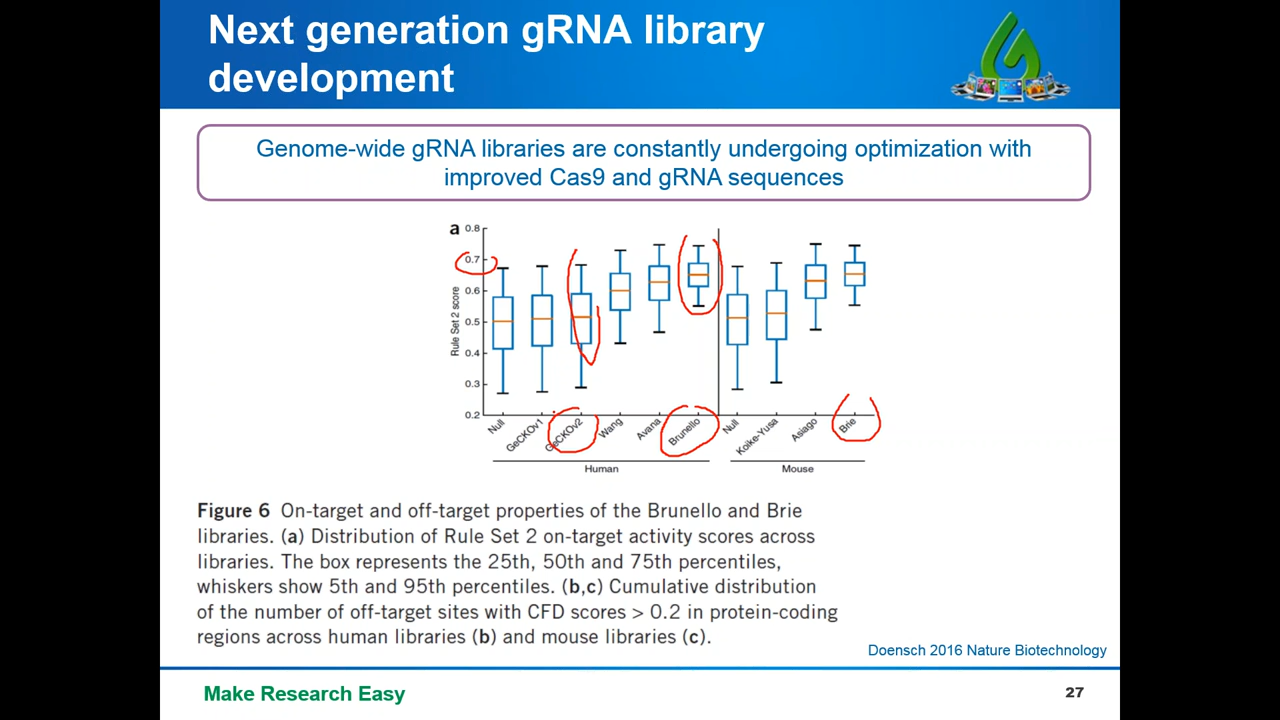 Next generation gRNA library
development
Genome-wide gRNA libraries are constantly undergoing optimization with
improved Cas9 and gRNA sequences
a
0.8
0.7
0.6
0.5
0.4
0.3
0.2
Rule Set 2 score
Null
GeCKOv1
GeCKOv2
Wang
Avana
Brunello
Null
Koike-Yusa
Asiago
Brie
Human
Mouse
Figure 6 On-target and off-target properties of the Brunello and Brie
libraries. (a) Distribution of Rule Set 2 on-target activity scores across
libraries. The box represents the 25th, 50th and 75th percentiles,
whiskers show 5th and 95th percentiles. (b,c) Cumulative distribution
of the number of off-target sites with CFD scores > 0.2 in protein-coding
regions across human libraries (b) and mouse libraries (c).
Doensch 2016 Nature Biotechnology
Make Research Easy
27